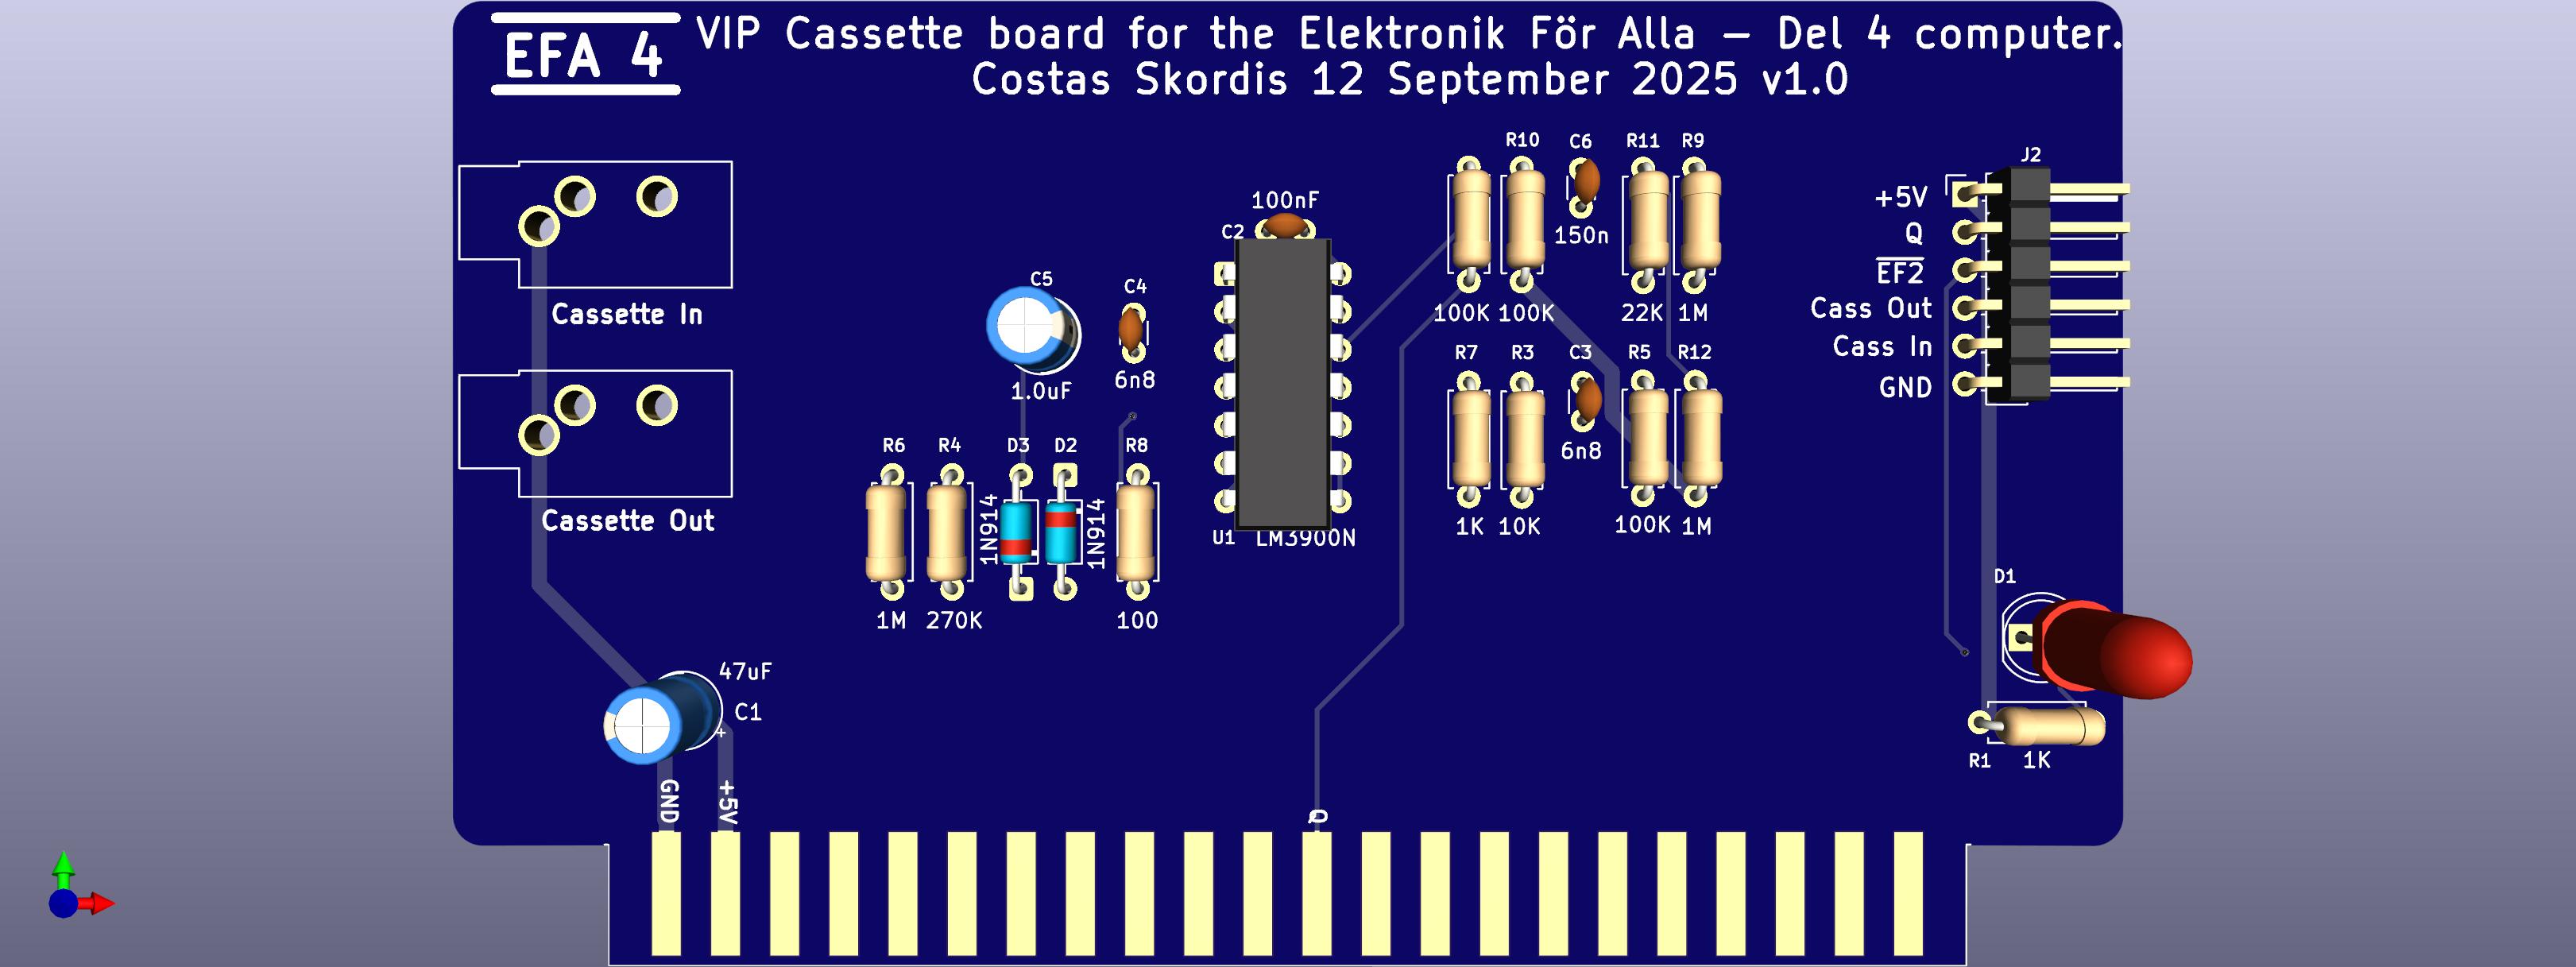 EFA 4
VIP Cassette board for the Elektronik För Alla – Del 4 computer.
Costas Skordis 12 September 2025 v1.0
Cassette In
Cassette Out
47uF
C1
+
GND
+5V
Q
C5
1.0uF
C4
6n8
R6
R4
D3
D2
R8
1N914
1N914
1M
270K
100
100nF
C2
U1
LM3900N
R10
C6
R11
R9
150n
100K
100K
22K
1M
R7
R3
C3
R5
R12
6n8
1K
10K
100K
1M
J2
+5V
Q
EF2
Cass Out
Cass In
GND
D1
R1
1K